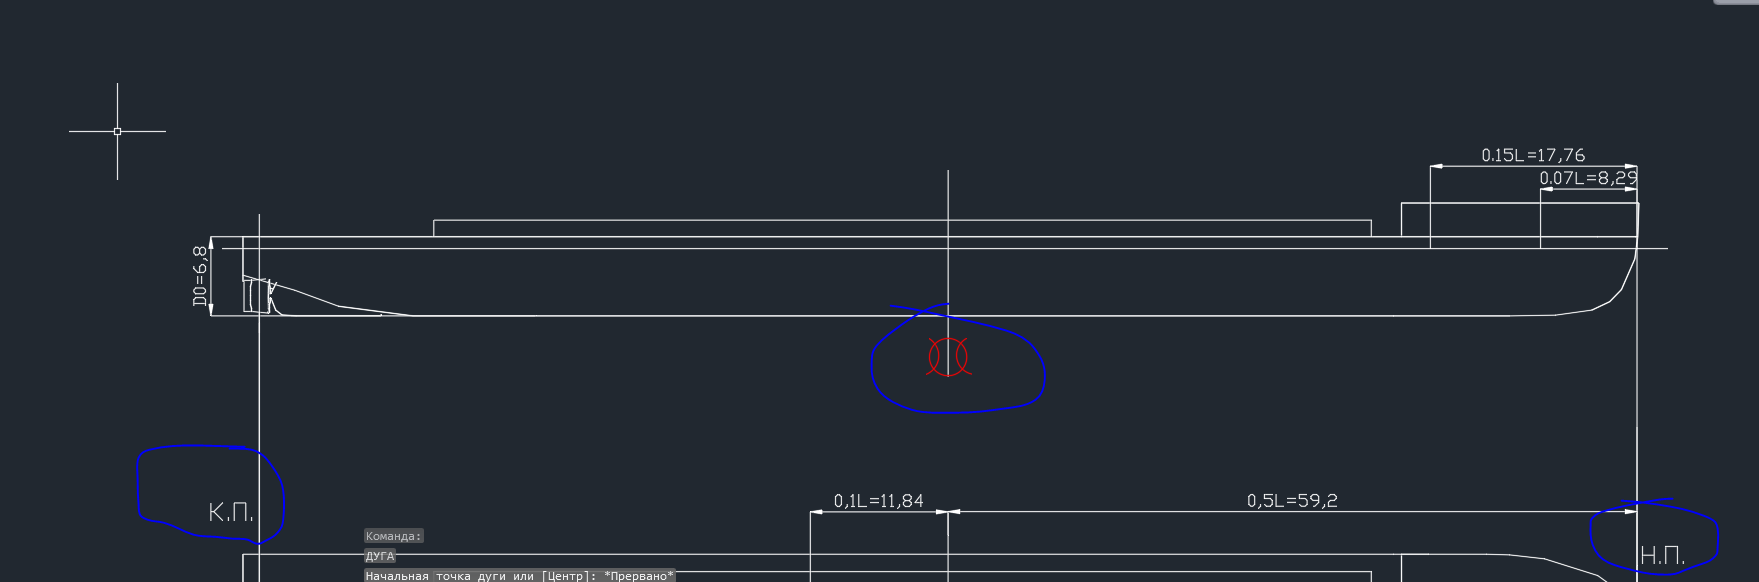 0.15L=17,76
0.07L=8,29
D0=6,8
К.П.
0,1L=11,84
0,5L=59,2
Н.П.
Команда:
ДУГА
Начальная точка дуги или [Центр]: *Прервано*